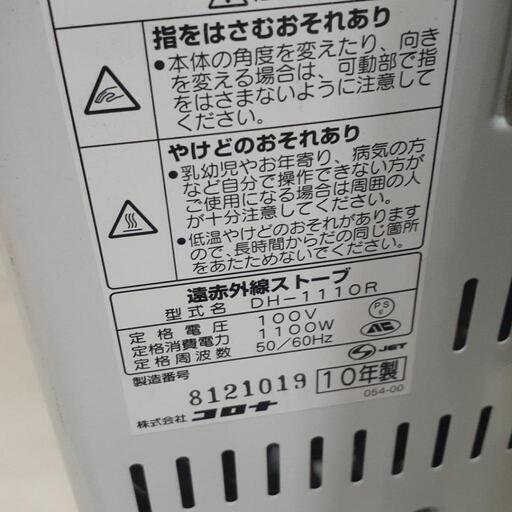 指をはさむおそれあり
●本体の角度を変えたり、向き
を変える場合は、可動部で指
をはさまないように注意して
ください。
やけどのおそれあり
●乳幼児やお年寄り、病気の方
など自分で操作できない方が
ご使用になる場合は周囲の人
が十分注意してください。
●低温やけどのおそれがあります
ので、長時間からだの同じ箇所
をあたためないでください。
遠赤外線ストーブ
型式名 DH-1110R
定格電圧 100V
定格消費電力 1100W
定格周波数 50/60Hz
PSE
JET
製造番号 8121019 10年製
054-00
株式会社 コロナ